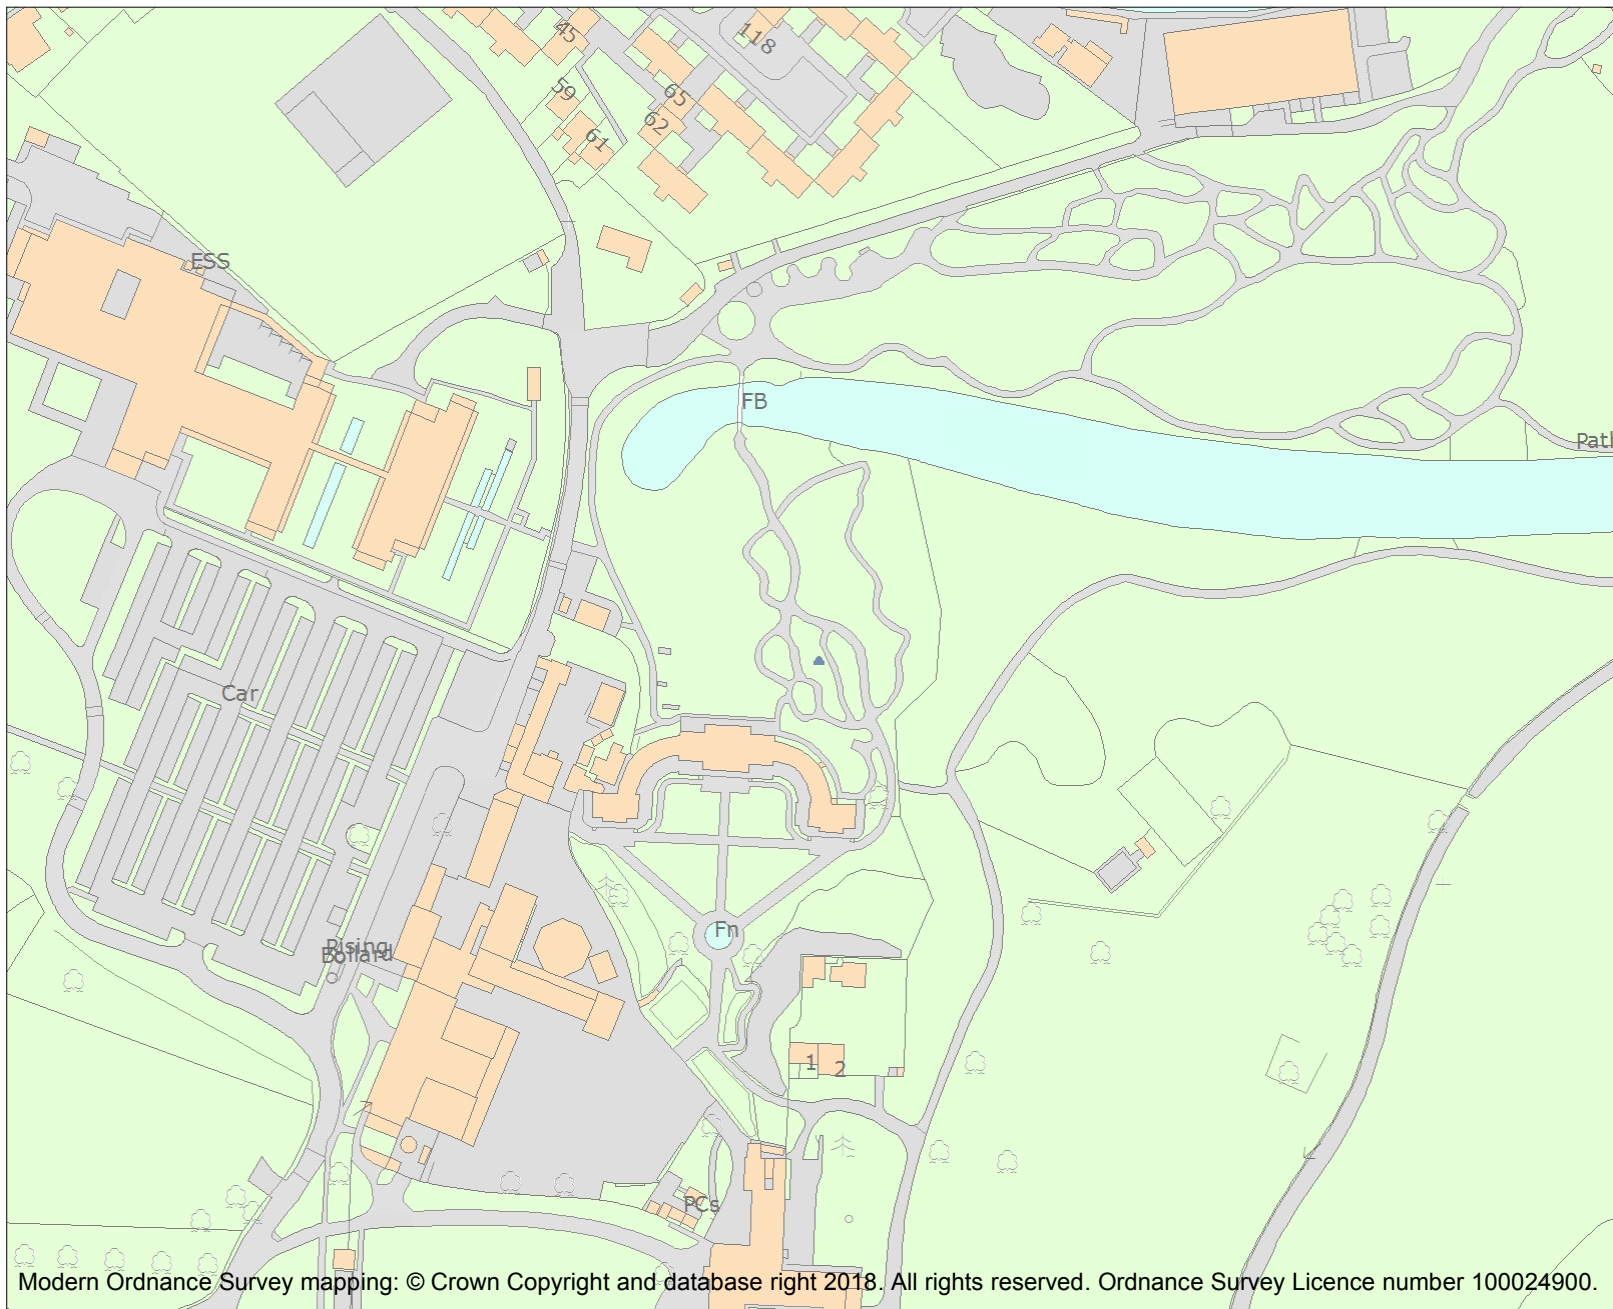 45
118
59
65
62
61
ESS
FB
Path
Car
Fn
Rising
Bollard
1
2
PCs
Modern Ordnance Survey mapping: © Crown Copyright and database right 2018. All rights reserved. Ordnance Survey Licence number 100024900.